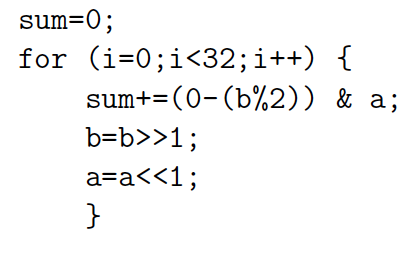 sum=0;
for (i=0;i<32;i++) {
    sum+=(0-(b%2)) & a;
    b=b>>1;
    a=a<<1;
    }